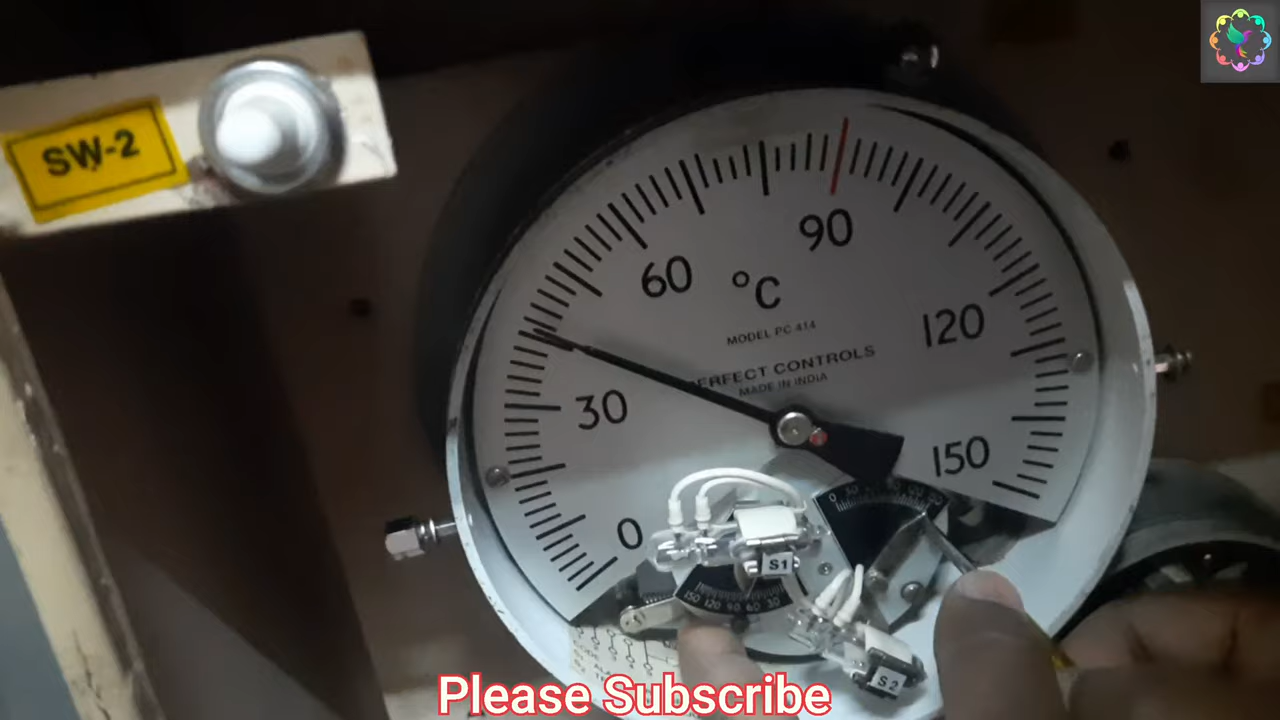 SW-2
90
60
°C
120
MODEL PC 414
PERFECT CONTROLS
MADE IN INDIA
30
150
0
S1
150 120 90 60 30
S2
Please Subscribe